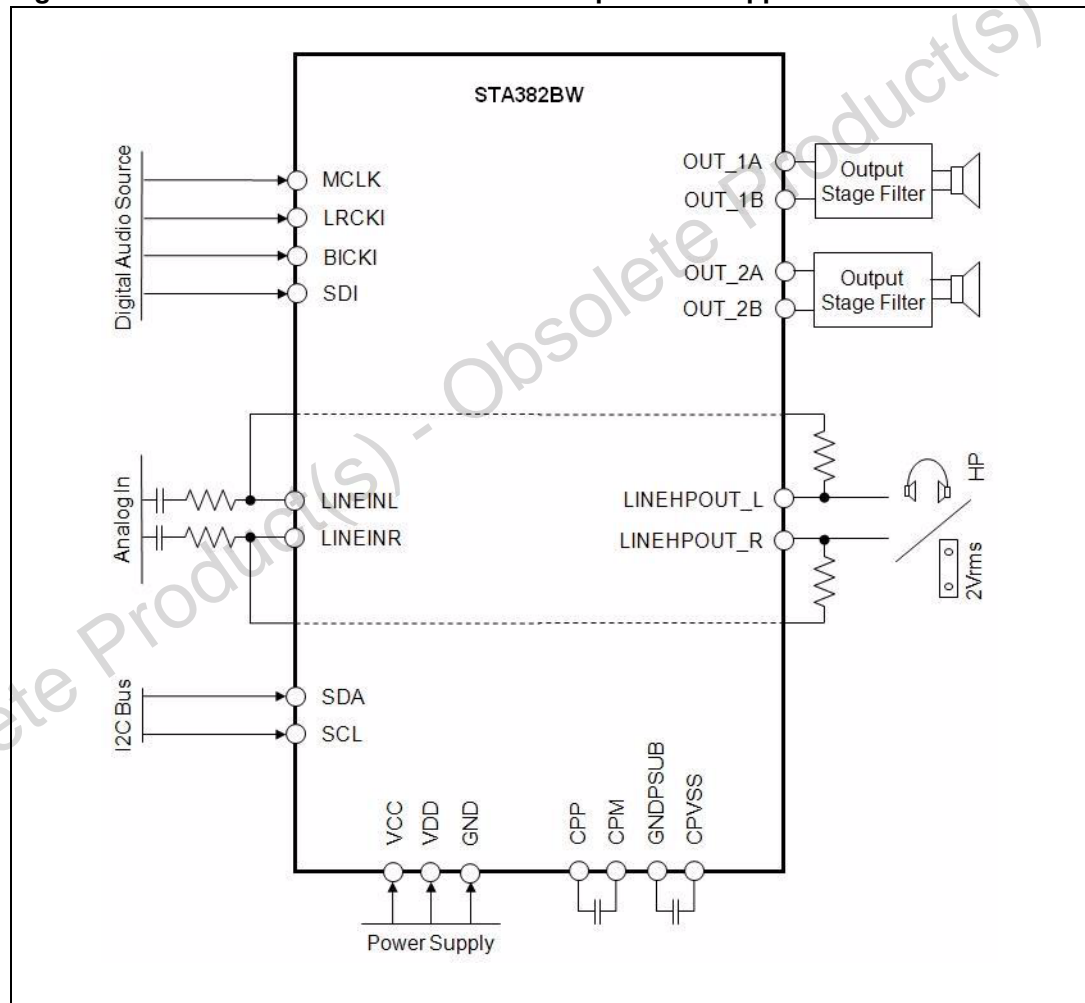 STA382BW
Digital Audio Source
MCLK
LRCKI
BICKI
SDI
OUT_1A
OUT_1B
Output
Stage Filter
OUT_2A
OUT_2B
Output
Stage Filter
Analog In
LINEINL
LINEINR
LINEHPOUT_L
LINEHPOUT_R
HP
2Vrms
I2C Bus
SDA
SCL
VCC
VDD
GND
CPP
CPM
GNDPSUB
CPVSS
Power Supply
Product(s) - Obsolete Product(s)